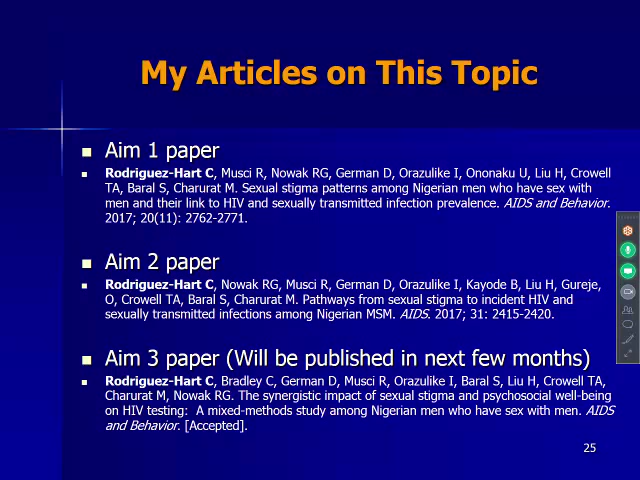 My Articles on This Topic
Aim 1 paper
Rodriguez-Hart C, Musci R, Nowak RG, German D, Orazulike I, Ononaku U, Liu H, Crowell
TA, Baral S, Charurat M. Sexual stigma patterns among Nigerian men who have sex with
men and their link to HIV and sexually transmitted infection prevalence. AIDS and Behavior.
2017; 20(11): 2762-2771.
Aim 2 paper
Rodriguez-Hart C, Nowak RG, Musci R, German D, Orazulike I, Kayode B, Liu H, Gureje,
O, Crowell TA, Baral S, Charurat M. Pathways from sexual stigma to incident HIV and
sexually transmitted infections among Nigerian MSM. AIDS. 2017; 31: 2415-2420.
Aim 3 paper (Will be published in next few months)
Rodriguez-Hart C, Bradley C, German D, Musci R, Orazulike I, Baral S, Liu H, Crowell TA,
Charurat M, Nowak RG. The synergistic impact of sexual stigma and psychosocial well-being
on HIV testing: A mixed-methods study among Nigerian men who have sex with men. AIDS
and Behavior. [Accepted].
25